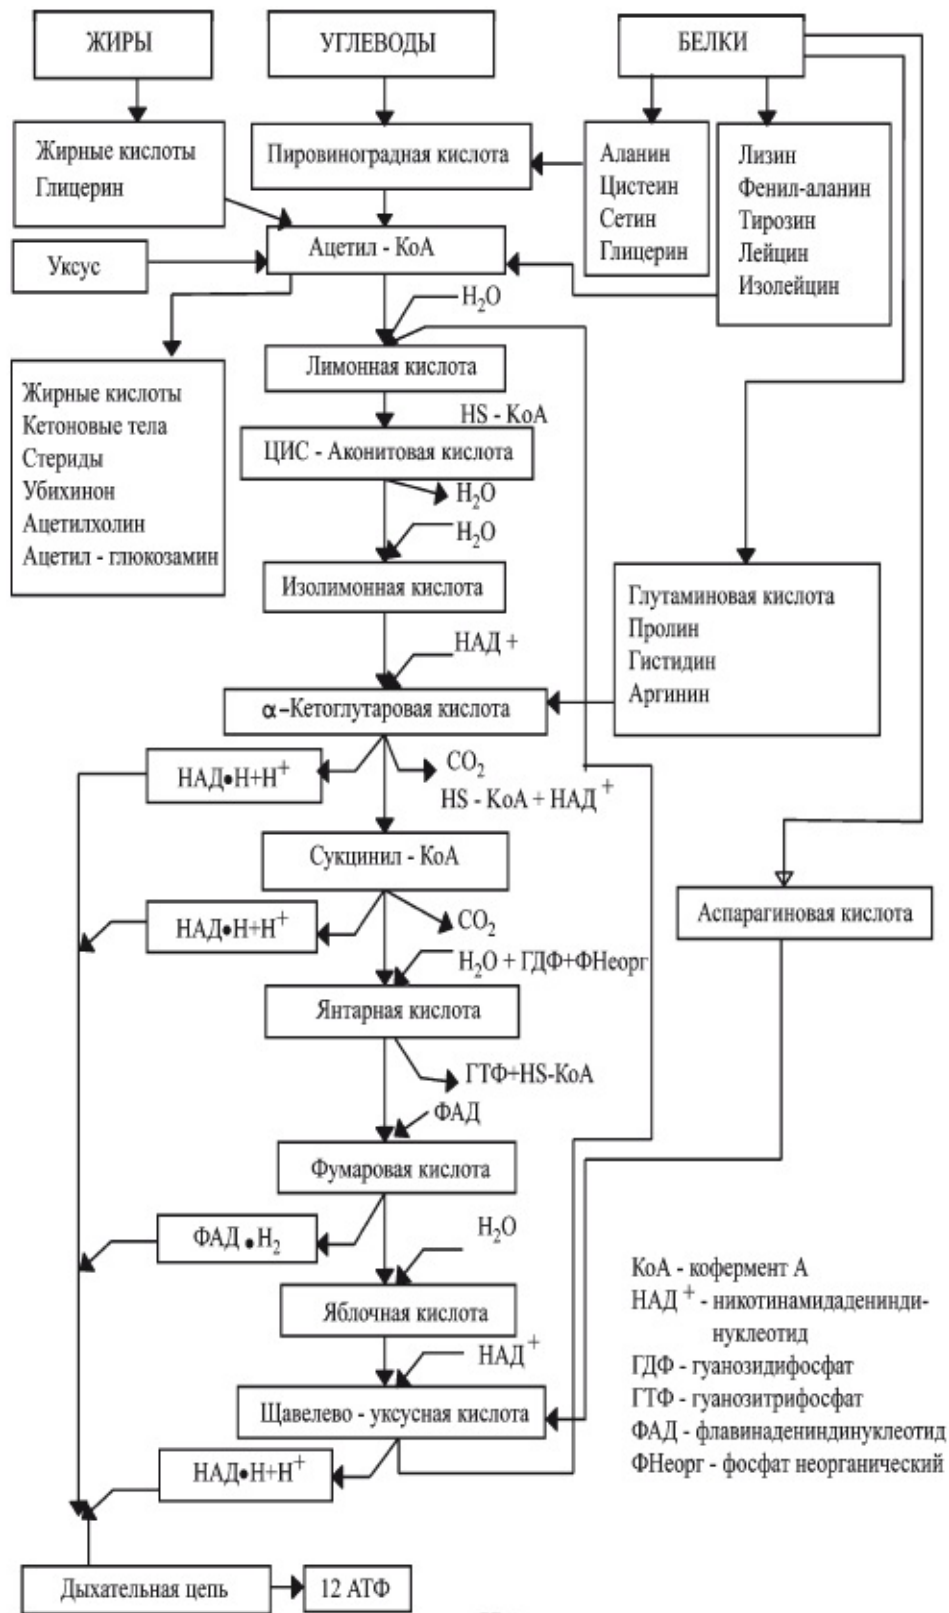 ЖИРЫ
УГЛЕВОДЫ
БЕЛКИ
Жирные кислоты
Глицерин
Пировиноградная кислота
Аланин
Цистеин
Сетин
Глицерин
Лизин
Фенил-аланин
Тирозин
Лейцин
Изолейцин
Уксус
Ацетил - КоА
H₂O
Лимонная кислота
Жирные кислоты
Кетоновые тела
Стериды
Убихинон
Ацетилхолин
Ацетил - глюкозамин
HS - КоА
ЦИС - Аконитовая кислота
H₂O
H₂O
Изолимонная кислота
Глутаминовая кислота
Пролин
Гистидин
Аргинин
НАД +
α-Кетоглутаровая кислота
НАД•Н+Н⁺
CO₂
HS - КоА + НАД⁺
Сукцинил - КоА
Аспарагиновая кислота
НАД•Н+Н⁺
CO₂
H₂O + ГДФ+ФНеорг
Янтарная кислота
ГТФ+HS-КоА
ФАД
Фумаровая кислота
ФАД•Н₂
H₂O
Яблочная кислота
НАД⁺
Щавелево - уксусная кислота
НАД•Н+Н⁺
КоА - кофермент А
НАД⁺ - никотинамидаденинди-
нуклеотид
ГДФ - гуанозидифосфат
ГТФ - гуанозитрифосфат
ФАД - флавинадениндинуклеотид
ФНеорг - фосфат неорганический
Дыхательная цепь
12 АТФ